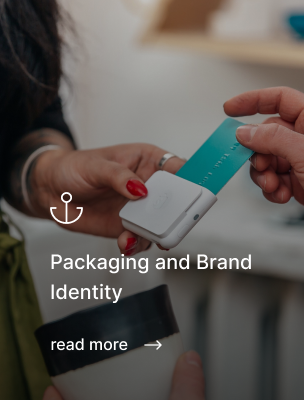 Packaging and Brand
Identity
read more →